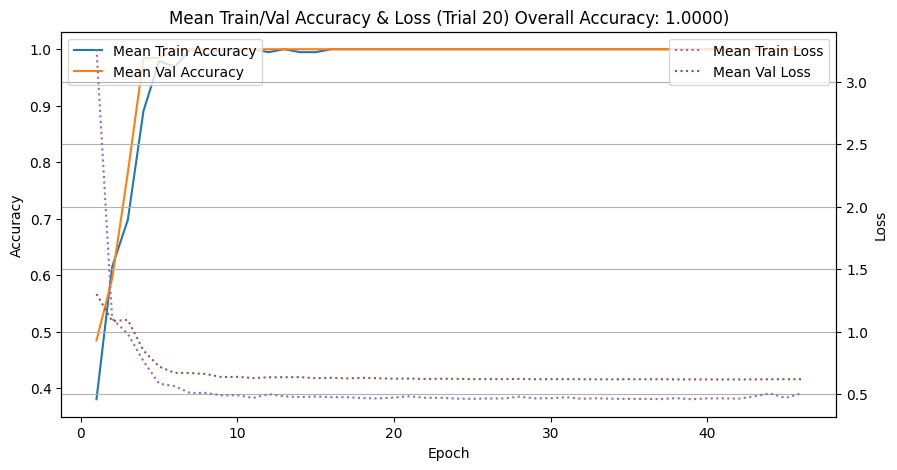 Mean Train/Val Accuracy & Loss (Trial 20) Overall Accuracy: 1.0000)
Mean Train Accuracy
Mean Val Accuracy
Mean Train Loss
Mean Val Loss
Accuracy
1.0
0.9
0.8
0.7
0.6
0.5
0.4
3.0
2.5
2.0
1.5
1.0
0.5
Loss
0
10
20
30
40
Epoch